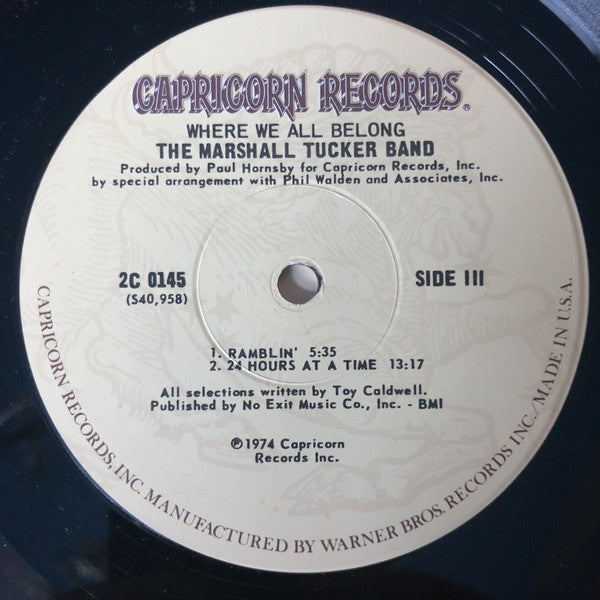 CAPRICORN RECORDS®
WHERE WE ALL BELONG
THE MARSHALL TUCKER BAND
Produced by Paul Hornsby for Capricorn Records, Inc.
by special arrangement with Phil Walden and Associates, Inc.
2C 0145
(S40,958)
SIDE III
1. RAMBLIN' 5:35
2. 24 HOURS AT A TIME 13:17
All selections written by Toy Caldwell.
Published by No Exit Music Co., Inc. - BMI
℗1974 Capricorn
Records Inc.
CAPRICORN RECORDS, INC. MANUFACTURED BY WARNER BROS. RECORDS INC./MADE IN U.S.A.